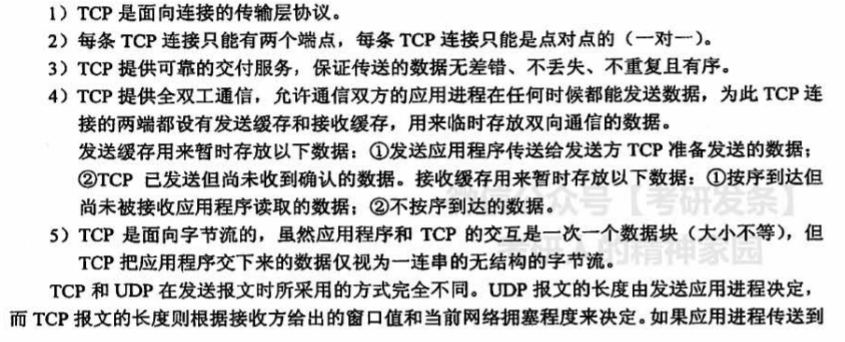 1）TCP 是面向连接的传输层协议。
2）每条 TCP 连接只能有两个端点，每条 TCP 连接只能是点对点的（一对一）。
3）TCP 提供可靠的交付服务，保证传送的数据无差错、不丢失、不重复且有序。
4）TCP 提供全双工通信，允许通信双方的应用进程在任何时候都能发送数据，为此 TCP 连
接的两端都设有发送缓存和接收缓存，用来临时存放双向通信的数据。
发送缓存用来暂时存放以下数据：①发送应用程序传送给发送方 TCP 准备发送的数据；
②TCP 已发送但尚未收到确认的数据。接收缓存用来暂时存放以下数据：①按序到达但
尚未被接收应用程序读取的数据；②不按序到达的数据。
众号【考研发条】
5）TCP 是面向字节流的，虽然应用程序和 TCP 的交互是一次一个数据块（大小不等），但
TCP 把应用程序交下来的数据仅视为一连串的无结构的字节流。
的精神家园
TCP 和 UDP 在发送报文时所采用的方式完全不同。UDP 报文的长度由发送应用进程决定，
而 TCP 报文的长度则根据接收方给出的窗口值和当前网络拥塞程度来决定。如果应用进程传送到